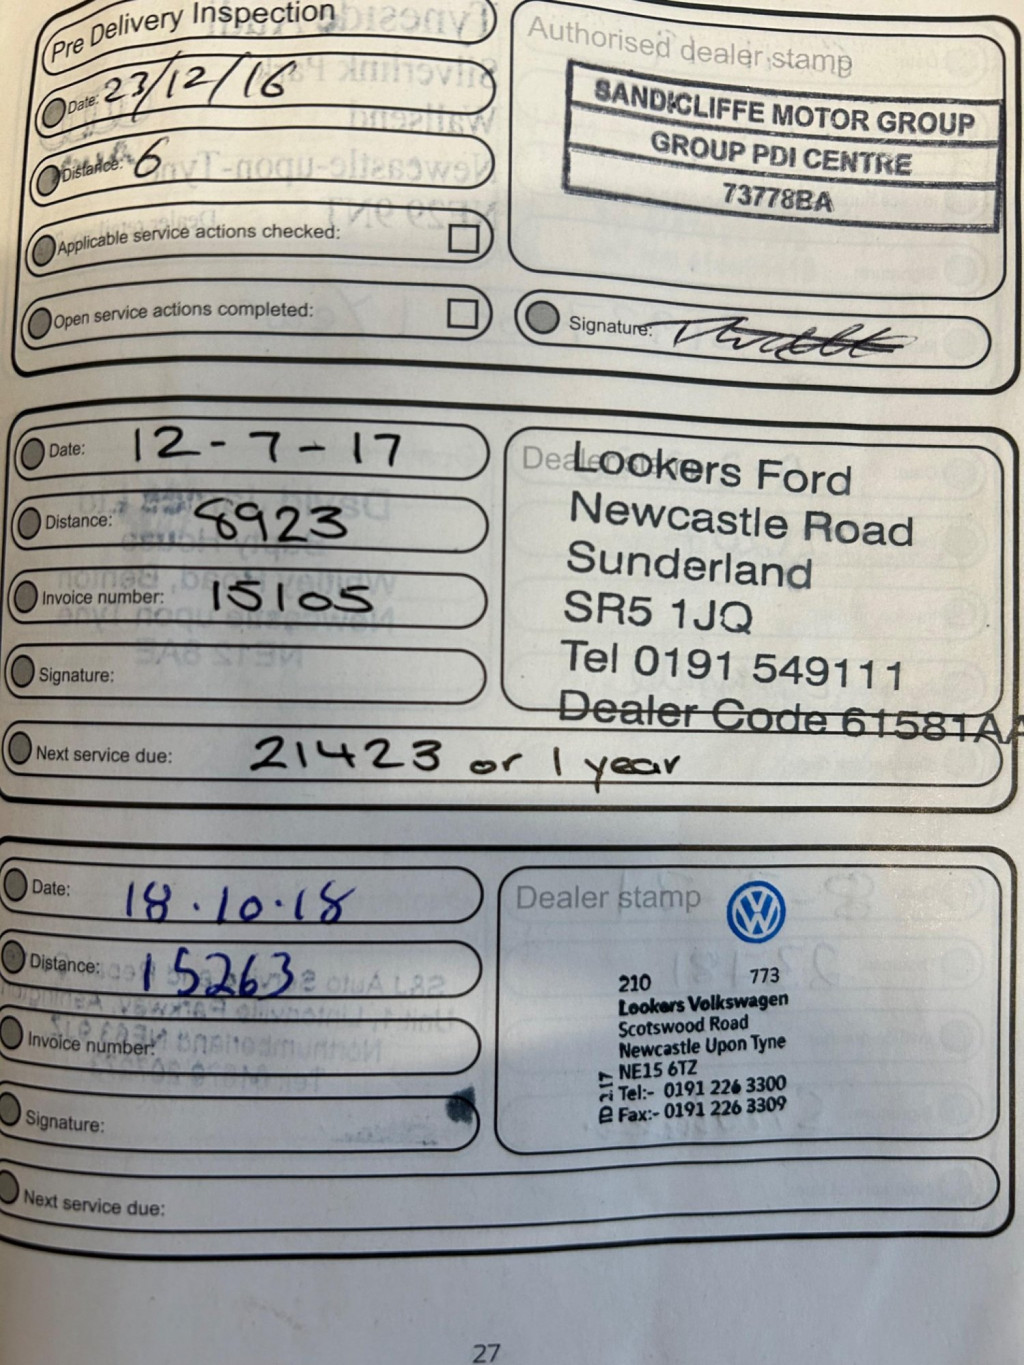 Pre Delivery Inspection
Date: 23/12/16
Distance: 6
Applicable service actions checked:
Open service actions completed:
Authorised dealer stamp
SANDICLIFFE MOTOR GROUP
GROUP PDI CENTRE
73778BA
Signature:
Date: 12-7-17
Distance: 8923
Invoice number: 15105
Signature:
Dealer stamp
Lookers Ford
Newcastle Road
Sunderland
SR5 1JQ
Tel 0191 549111
Dealer Code 61581AA
Next service due: 21423 or 1 year
Date: 18.10.18
Distance: 15263
Invoice number:
Signature:
Dealer stamp
210 773
Lookers Volkswagen
Scotswood Road
Newcastle Upon Tyne
NE15 6TZ
Tel:- 0191 226 3300
Fax:- 0191 226 3309
Next service due:
27